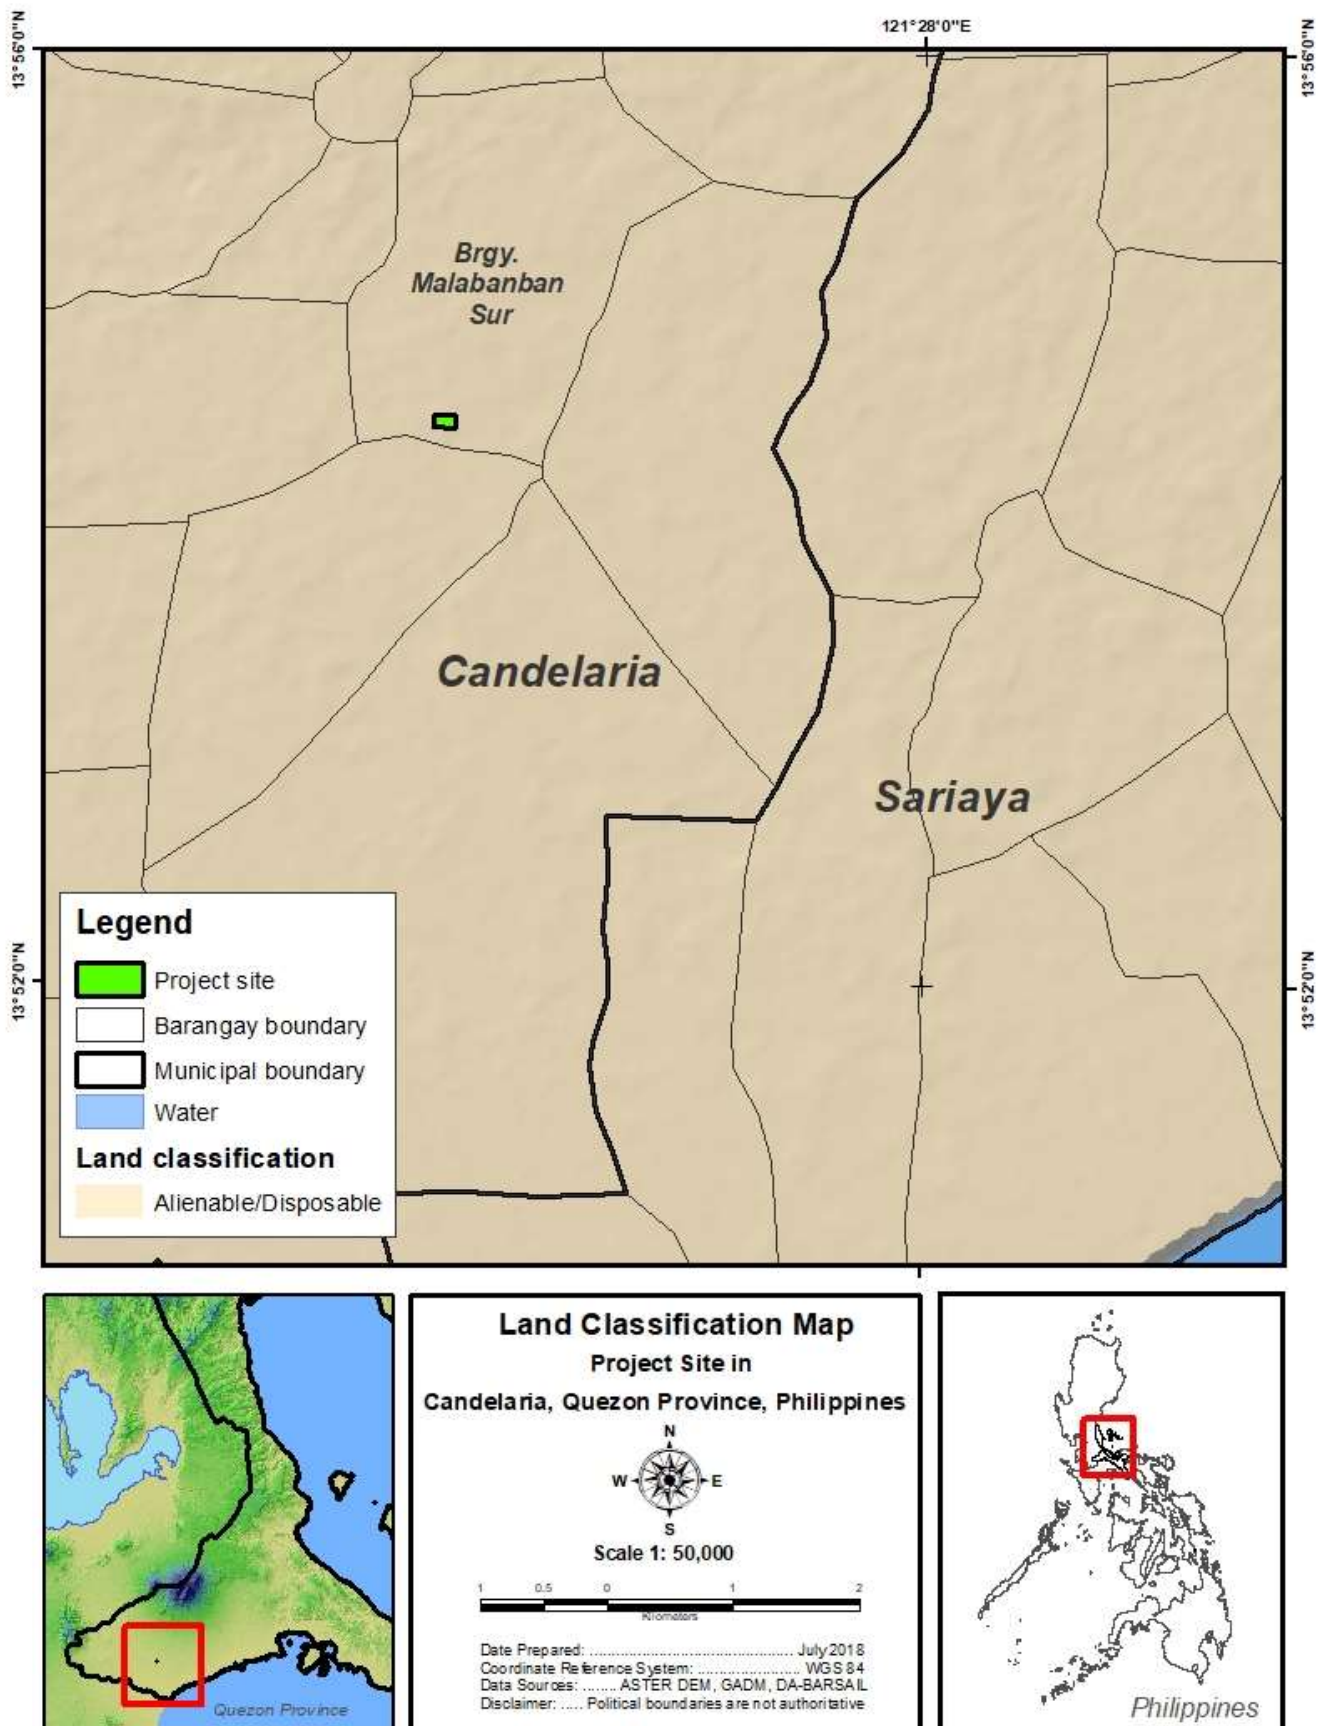 121°28'0"E
13°56'0"N
13°56'0"N
Brgy.
Malabanban
Sur
Candelaria
Sariaya
13°52'0"N
13°52'0"N
Legend
Project site
Barangay boundary
Municipal boundary
Water
Land classification
Alienable/Disposable
Quezon Province
Land Classification Map
Project Site in
Candelaria, Quezon Province, Philippines
N
W E
S
Scale 1: 50,000
1 0.5 0 1 2
Kilometers
Date Prepared: ................................................ July 2018
Coordinate Reference System: ........................ WGS 84
Data Sources: ........ ASTER DEM, GADM, DA-BARSAIL
Disclaimer: ..... Political boundaries are not authoritative
Philippines